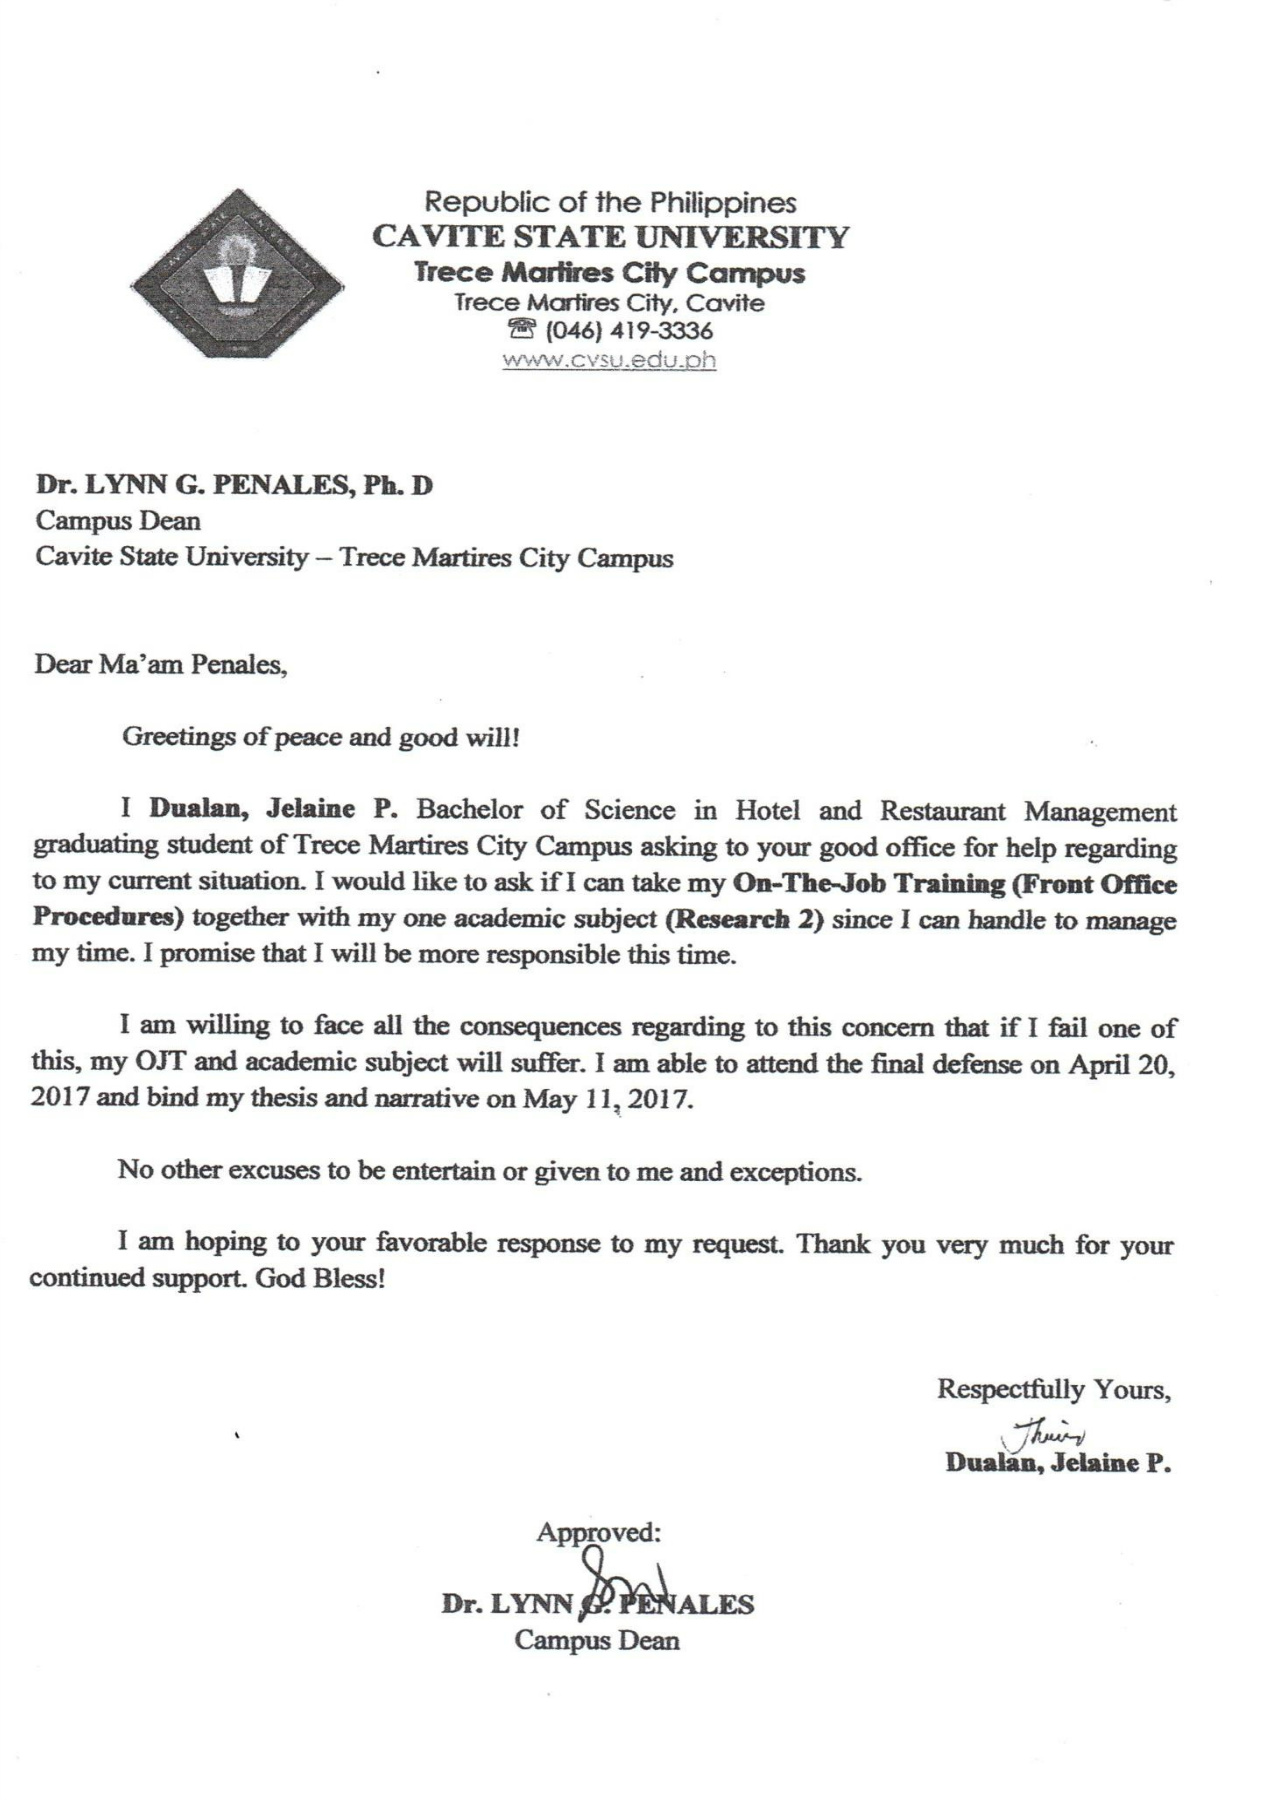 Republic of the Philippines
CAVITE STATE UNIVERSITY
Trece Martires City Campus
Trece Martires City, Cavite
☎ (046) 419-3336
www.cvsu.edu.ph
CAVITE STATE UNIVERSITY
Dr. LYNN G. PENALES, Ph. D
Campus Dean
Cavite State University – Trece Martires City Campus
Dear Ma'am Penales,
Greetings of peace and good will!
I Dualan, Jelaine P. Bachelor of Science in Hotel and Restaurant Management
graduating student of Trece Martires City Campus asking to your good office for help regarding
to my current situation. I would like to ask if I can take my On-The-Job Training (Front Office
Procedures) together with my one academic subject (Research 2) since I can handle to manage
my time. I promise that I will be more responsible this time.
I am willing to face all the consequences regarding to this concern that if I fail one of
this, my OJT and academic subject will suffer. I am able to attend the final defense on April 20,
2017 and bind my thesis and narrative on May 11, 2017.
No other excuses to be entertain or given to me and exceptions.
I am hoping to your favorable response to my request. Thank you very much for your
continued support. God Bless!
Respectfully Yours,
Dualan, Jelaine P.
Approved:
Dr. LYNN G. PENALES
Campus Dean